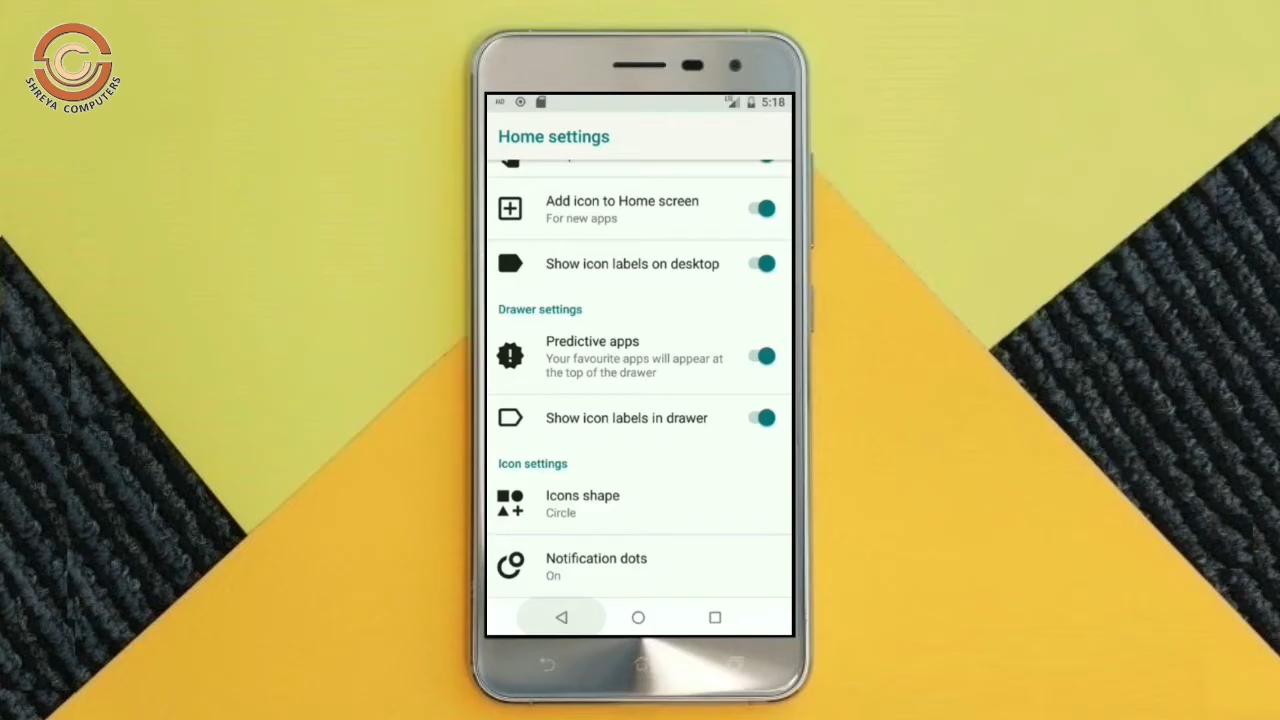 SHREYA COMPUTERS
HD
LTE
5:18
Home settings
Add icon to Home screen
For new apps
Show icon labels on desktop
Drawer settings
Predictive apps
Your favourite apps will appear at
the top of the drawer
Show icon labels in drawer
Icon settings
Icons shape
Circle
Notification dots
On